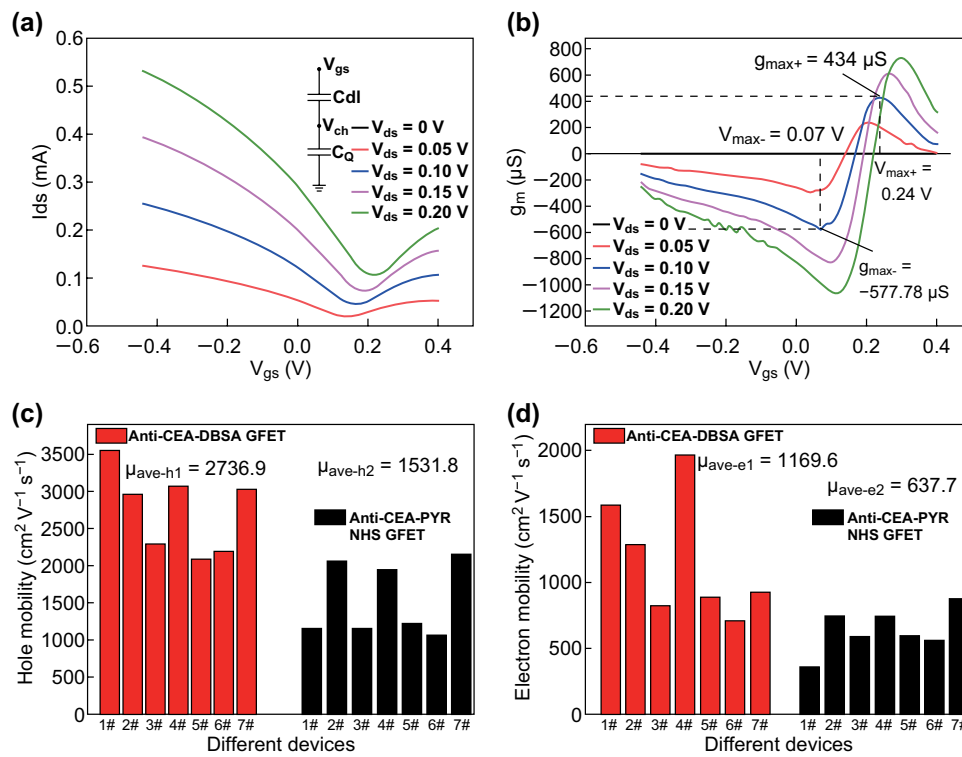 (a)
0.6
0.5
0.4
0.3
0.2
0.1
0.0
Ids (mA)
Vgs
Cdl
Vch
CQ
Vds = 0 V
Vds = 0.05 V
Vds = 0.10 V
Vds = 0.15 V
Vds = 0.20 V
−0.6 −0.4 −0.2 0.0 0.2 0.4
Vgs (V)
(b)
800
600
400
200
0
−200
−400
−600
−800
−1000
−1200
gm (µS)
gmax+ = 434 µS
Vmax- = 0.07 V
Vmax+ =
0.24 V
gmax- =
−577.78 µS
Vds = 0 V
Vds = 0.05 V
Vds = 0.10 V
Vds = 0.15 V
Vds = 0.20 V
−0.6 −0.4 −0.2 0.0 0.2 0.4
Vgs (V)
(c)
3500
3000
2500
2000
1500
1000
500
0
Hole mobility (cm² V⁻¹ s⁻¹)
Anti-CEA-DBSA GFET
µave-h1 = 2736.9
µave-h2 = 1531.8
Anti-CEA-PYR
NHS GFET
1# 2# 3# 4# 5# 6# 7# 1# 2# 3# 4# 5# 6# 7#
Different devices
(d)
2000
1500
1000
500
0
Electron mobility (cm² V⁻¹ s⁻¹)
Anti-CEA-DBSA GFET
µave-e1 = 1169.6
µave-e2 = 637.7
Anti-CEA-PYR
NHS GFET
1# 2# 3# 4# 5# 6# 7# 1# 2# 3# 4# 5# 6# 7#
Different devices